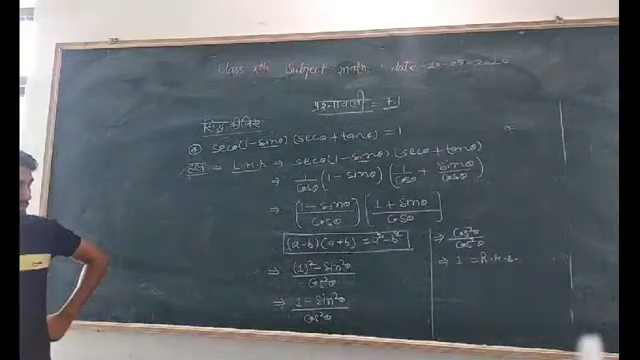 Class Xth Subject math date - 20-05-2020
प्रश्नावली = 7.1
सिद्ध कीजिए
④ secθ(1-sinθ)(secθ+tanθ)=1
हल ⇒ L.H.S ⇒ secθ(1-sinθ)(secθ+tanθ)
⇒ 1/cosθ (1-sinθ) (1/cosθ + sinθ/cosθ)
⇒ [1-sinθ/cosθ] [1+sinθ/cosθ]
(a-b)(a+b) = a²-b²
⇒ (1)²-sin²θ/cos²θ
⇒ 1-sin²θ/cos²θ
⇒ cos²θ/cos²θ
⇒ 1 = R.H.S.